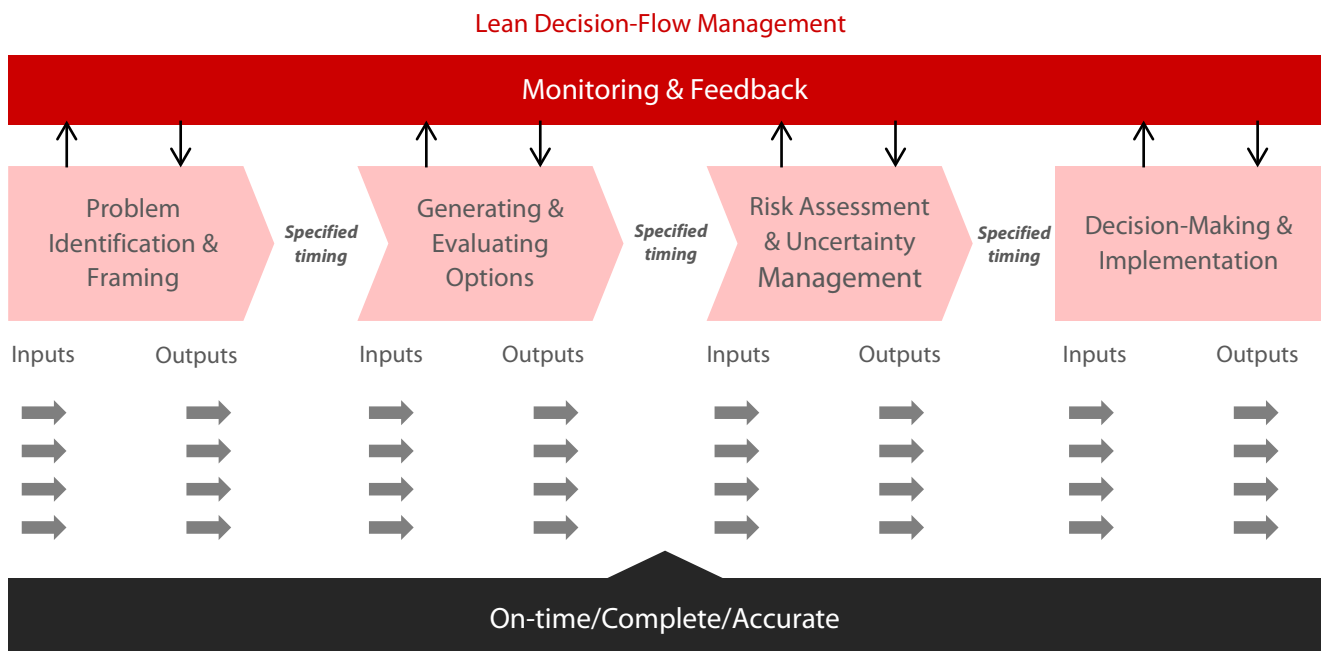 Lean Decision-Flow Management
Monitoring & Feedback
Problem
Identification &
Framing
Specified
timing
Generating &
Evaluating
Options
Specified
timing
Risk Assessment
& Uncertainty
Management
Specified
timing
Decision-Making &
Implementation
Inputs
Outputs
Inputs
Outputs
Inputs
Outputs
Inputs
Outputs
On-time/Complete/Accurate